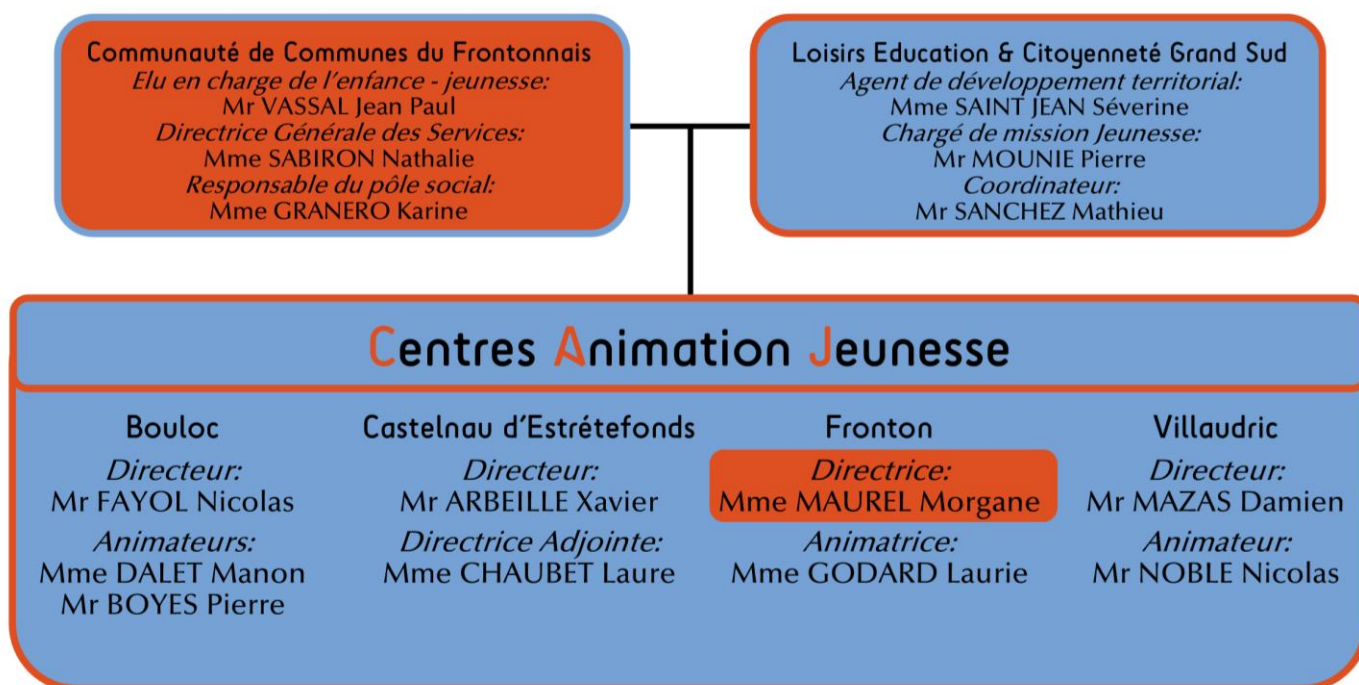 Communauté de Communes du Frontonnais
Elu en charge de l'enfance - jeunesse:
Mr VASSAL Jean Paul
Directrice Générale des Services:
Mme SABIRON Nathalie
Responsable du pôle social:
Mme GRANERO Karine
Loisirs Education & Citoyenneté Grand Sud
Agent de développement territorial:
Mme SAINT JEAN Séverine
Chargé de mission Jeunesse:
Mr MOUNIE Pierre
Coordinateur:
Mr SANCHEZ Mathieu
Centres Animation Jeunesse
Bouloc
Directeur:
Mr FAYOL Nicolas
Animateurs:
Mme DALET Manon
Mr BOYES Pierre
Castelnau d'Estrétefonds
Directeur:
Mr ARBEILLE Xavier
Directrice Adjointe:
Mme CHAUBET Laure
Fronton
Directrice:
Mme MAUREL Morgane
Animatrice:
Mme GODARD Laurie
Villaudric
Directeur:
Mr MAZAS Damien
Animateur:
Mr NOBLE Nicolas